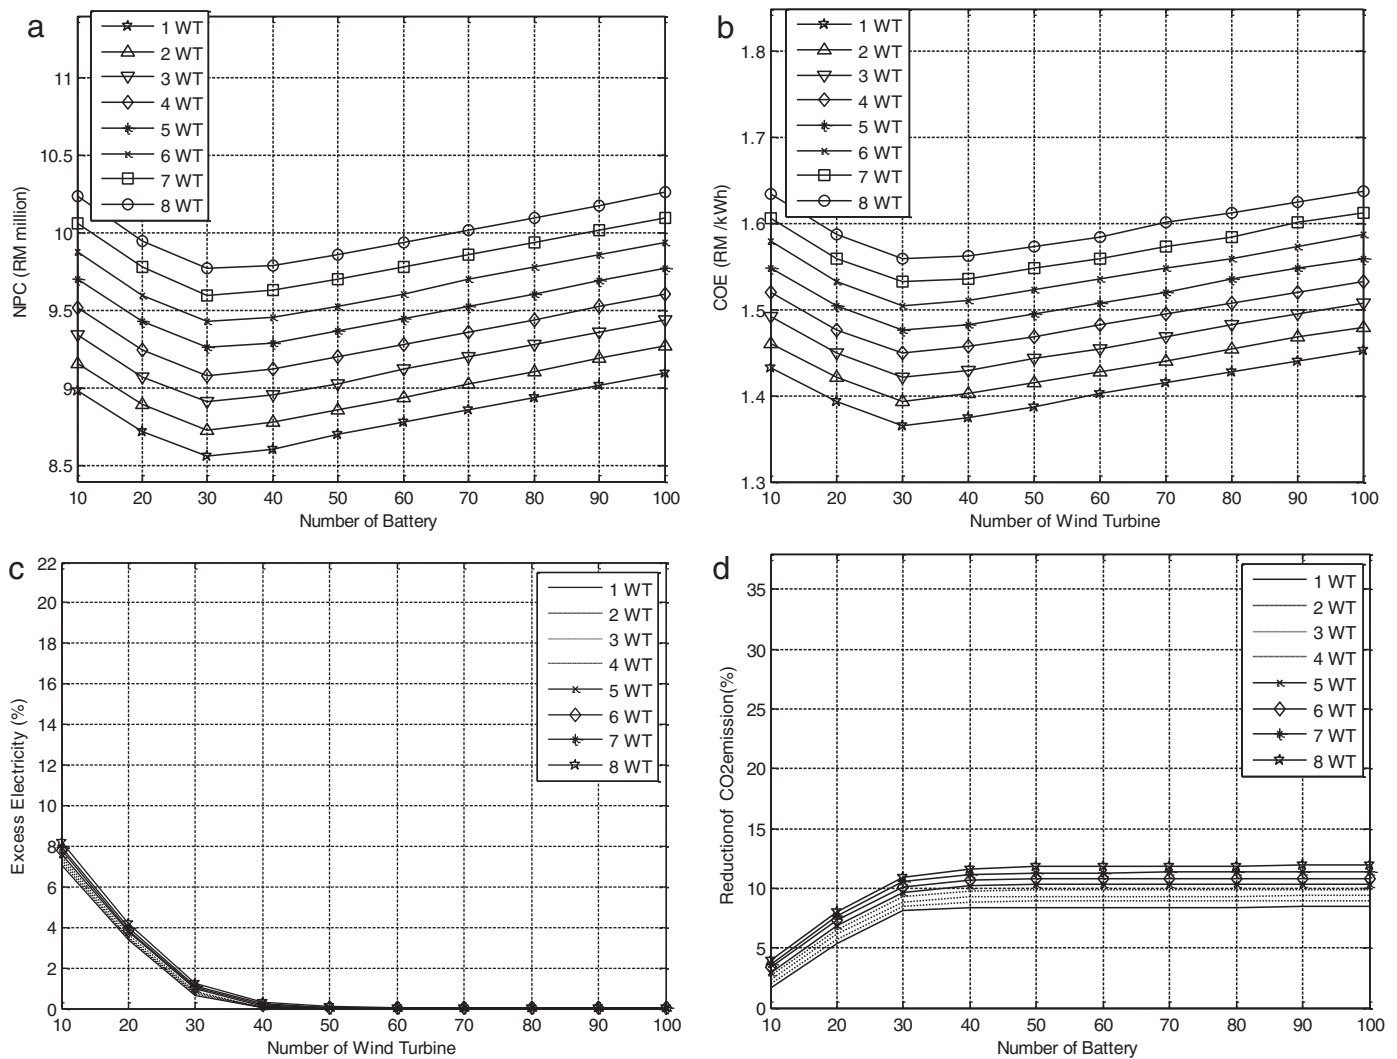 a
1 WT
2 WT
3 WT
4 WT
5 WT
6 WT
7 WT
8 WT
NPC (RM million)
11
10.5
10
9.5
9
8.5
10 20 30 40 50 60 70 80 90 100
Number of Battery
b
1 WT
2 WT
3 WT
4 WT
5 WT
6 WT
7 WT
8 WT
COE (RM /kWh)
1.8
1.7
1.6
1.5
1.4
1.3
10 20 30 40 50 60 70 80 90 100
Number of Wind Turbine
c
1 WT
2 WT
3 WT
4 WT
5 WT
6 WT
7 WT
8 WT
Excess Electricity (%)
22
20
18
16
14
12
10
8
6
4
2
0
10 20 30 40 50 60 70 80 90 100
Number of Wind Turbine
d
1 WT
2 WT
3 WT
4 WT
5 WT
6 WT
7 WT
8 WT
Reductionof CO2emission(%)
35
30
25
20
15
10
5
0
10 20 30 40 50 60 70 80 90 100
Number of Battery